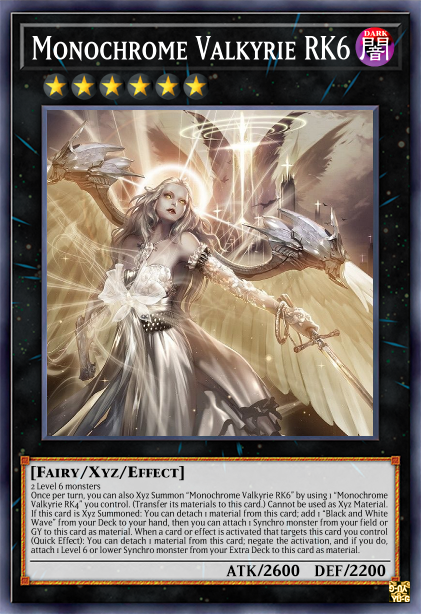 Monochrome Valkyrie RK6
DARK
闇
[Fairy/Xyz/Effect]
2 Level 6 monsters
Once per turn, you can also Xyz Summon “Monochrome Valkyrie RK6” by using 1 “Monochrome
Valkyrie RK4” you control. (Transfer its materials to this card.) Cannot be used as Xyz Material.
If this card is Xyz Summoned: You can detach 1 material from this card; add 1 “Black and White
Wave” from your Deck to your hand, then you can attach 1 Synchro monster from your field or
GY to this card as material. When a card or effect is activated that targets this card you control
(Quick Effect): You can detach 1 material from this card; negate the activation, and if you do,
attach 1 Level 6 or lower Synchro monster from your Extra Deck to this card as material.
ATK/2600 DEF/2200